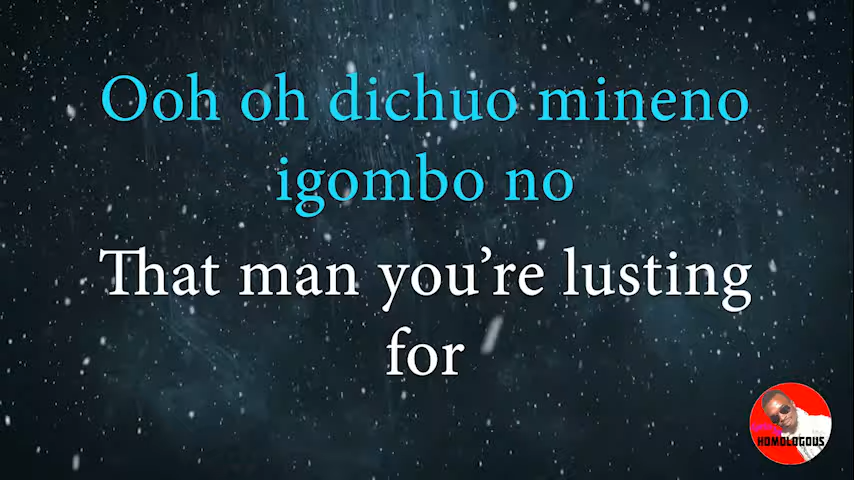 Ooh oh dichuo mineno
igombo no
That man you're lusting
for
HOMOLOGOUS